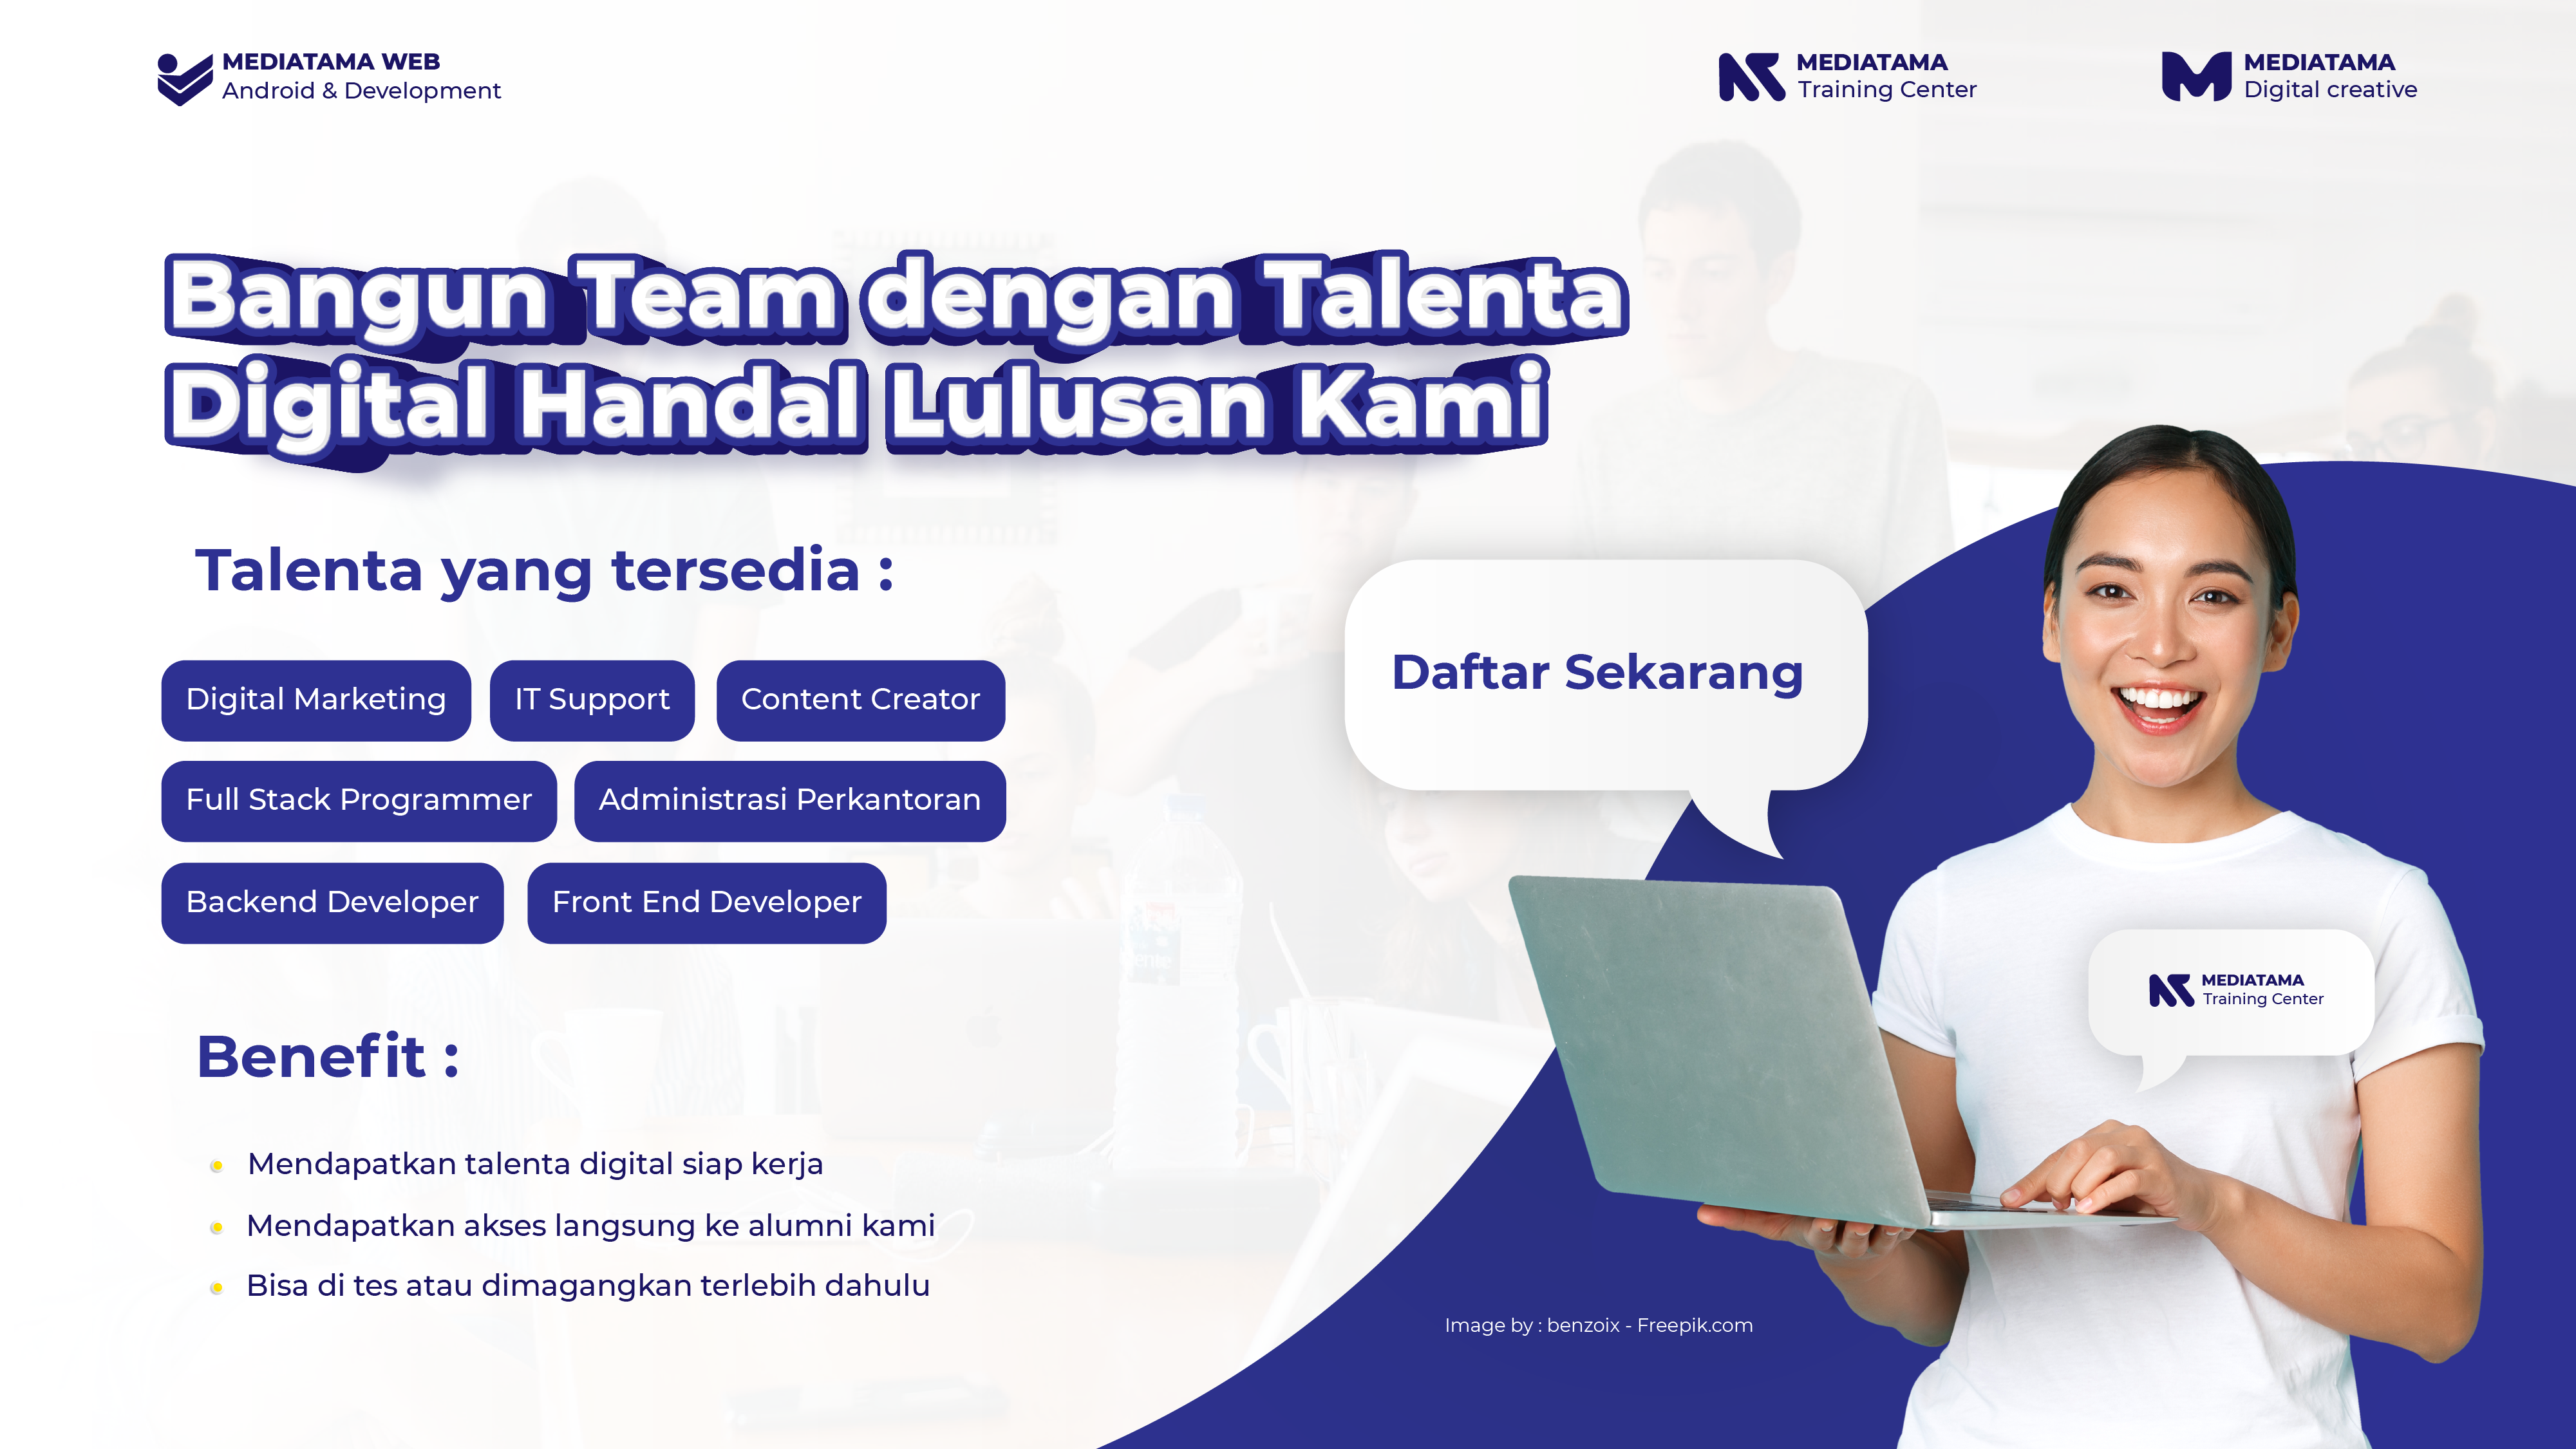 MEDIATAMA WEB
Android & Development
MEDIATAMA
Training Center
MEDIATAMA
Digital creative
Bangun Team dengan Talenta
Digital Handal Lulusan Kami
Talenta yang tersedia :
Digital Marketing
IT Support
Content Creator
Full Stack Programmer
Administrasi Perkantoran
Backend Developer
Front End Developer
Benefit :
Mendapatkan talenta digital siap kerja
Mendapatkan akses langsung ke alumni kami
Bisa di tes atau dimagangkan terlebih dahulu
Daftar Sekarang
MEDIATAMA
Training Center
Image by : benzoix - Freepik.com